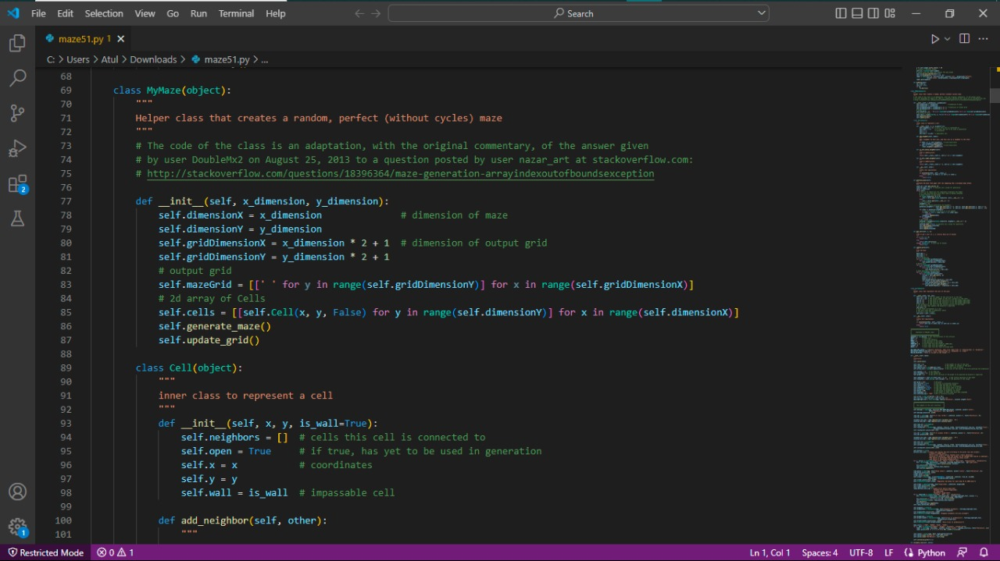 File Edit Selection View Go Run Terminal Help
Search
maze51.py 1
C: > Users > Atul > Downloads > maze51.py > ...
68
69 class MyMaze(object):
70 """
71 Helper class that creates a random, perfect (without cycles) maze
72 """
73 # The code of the class is an adaptation, with the original commentary, of the answer given
74 # by user DoubleMx2 on August 25, 2013 to a question posted by user nazar_art at stackoverflow.com:
75 # http://stackoverflow.com/questions/18396364/maze-generation-arrayindexoutofboundsexception
76
77 def __init__(self, x_dimension, y_dimension):
78 self.dimensionX = x_dimension # dimension of maze
79 self.dimensionY = y_dimension
80 self.gridDimensionX = x_dimension * 2 + 1 # dimension of output grid
81 self.gridDimensionY = y_dimension * 2 + 1
82 # output grid
83 self.mazeGrid = [[' ' for y in range(self.gridDimensionY)] for x in range(self.gridDimensionX)]
84 # 2d array of Cells
85 self.cells = [[self.Cell(x, y, False) for y in range(self.dimensionY)] for x in range(self.dimensionX)]
86 self.generate_maze()
87 self.update_grid()
88
89 class Cell(object):
90 """
91 inner class to represent a cell
92 """
93 def __init__(self, x, y, is_wall=True):
94 self.neighbors = [] # cells this cell is connected to
95 self.open = True # if true, has yet to be used in generation
96 self.x = x # coordinates
97 self.y = y
98 self.wall = is_wall # impassable cell
99
100 def add_neighbor(self, other):
101 """
2
1
Restricted Mode 0 1 Ln 1, Col 1 Spaces: 4 UTF-8 LF Python